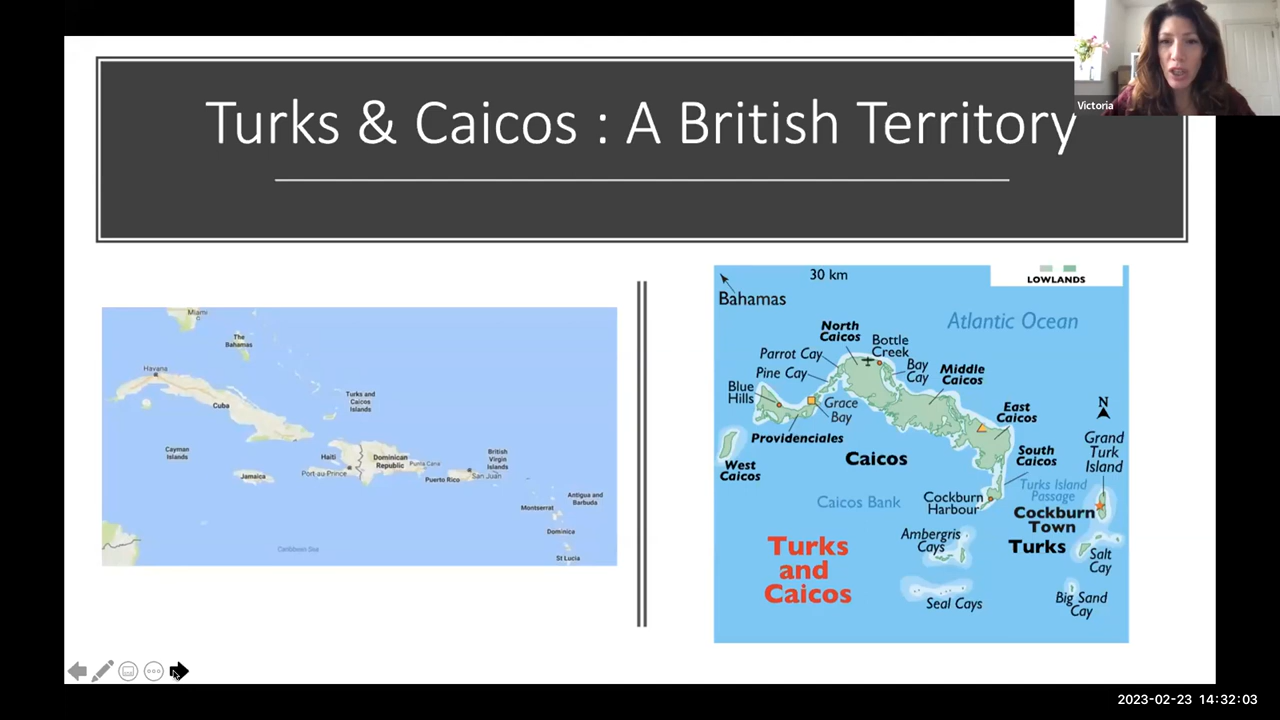 Turks & Caicos : A British Territory
Victoria
Miami
The
Bahamas
Havana
Cuba
Turks and
Caicos
Islands
Cayman
Islands
Jamaica
Haiti
Port-au-Prince
Dominican
Republic
Punta Cana
Puerto Rico
San Juan
British
Virgin
Islands
Antigua and
Barbuda
Montserrat
Dominica
St Lucia
Caribbean Sea
30 km
LOWLANDS
Bahamas
Atlantic Ocean
North
Caicos
Bottle
Creek
Parrot Cay
Pine Cay
Bay
Cay
Middle
Caicos
Blue
Hills
Grace
Bay
East
Caicos
N
Providenciales
Grand
Turk
Island
West
Caicos
Caicos
South
Caicos
Turks Island
Passage
Caicos Bank
Cockburn
Harbour
Cockburn
Town
Ambergris
Cays
Turks
Salt
Cay
Turks
and
Caicos
Seal Cays
Big Sand
Cay
2023-02-23 14:32:03